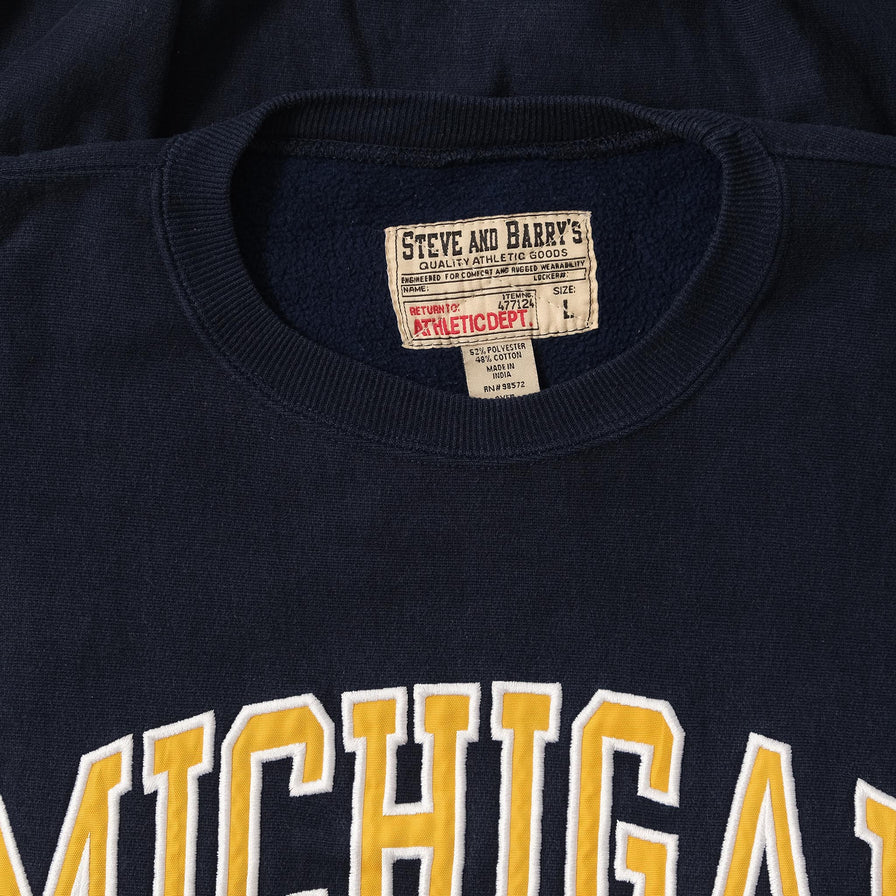 STEVE AND BARRY'S
QUALITY ATHLETIC GOODS
ENGINEERED FOR COMFORT AND RUGGED WEARABILITY
NAME: LOCKER#:
RETURN TO: ITEM NO. SIZE:
477124 L
ATHLETIC DEPT.
52% POLYESTER
48% COTTON
MADE IN
INDIA
RN# 98572
MICHIGA